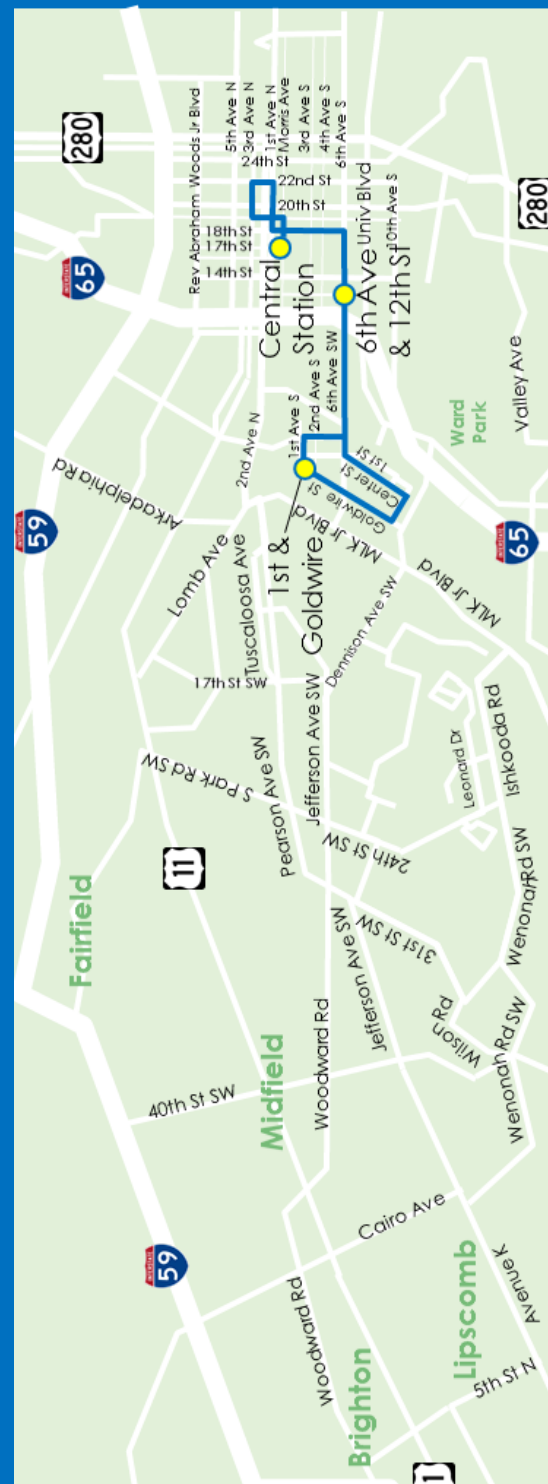 280
Rev Abraham Woods Jr Blvd
5th Ave N
3rd Ave N
1st Ave N
Morris Ave
3rd Ave S
4th Ave S
6th Ave S
24th St
22nd St
20th St
18th St
17th St
14th St
Univ Blvd
10th Ave S
280
INTERSTATE
65
Central
Station
6th Ave
& 12th St
2nd Ave N
1st Ave S
2nd Ave S
6th Ave SW
1st St
Center St
Goldwire St
Ward
Park
Valley Ave
INTERSTATE
59
Arkadelphia Rd
Lomb Ave
Tuscaloosa Ave
1st &
Goldwire
MLK Jr Blvd
MLK Jr Blvd
INTERSTATE
65
17th St SW
Dennison Ave SW
S Park Rd SW
Pearson Ave SW
Jefferson Ave SW
24th St SW
Leonard Dr
Ishkooda Rd
Wenonah Rd SW
11
Fairfield
31st St SW
Jefferson Ave SW
Wilson Rd
Wenonah Rd SW
40th St SW
Midfield
Woodward Rd
INTERSTATE
59
Cairo Ave
Woodward Rd
Brighton
Lipscomb
Avenue K
5th St N
11